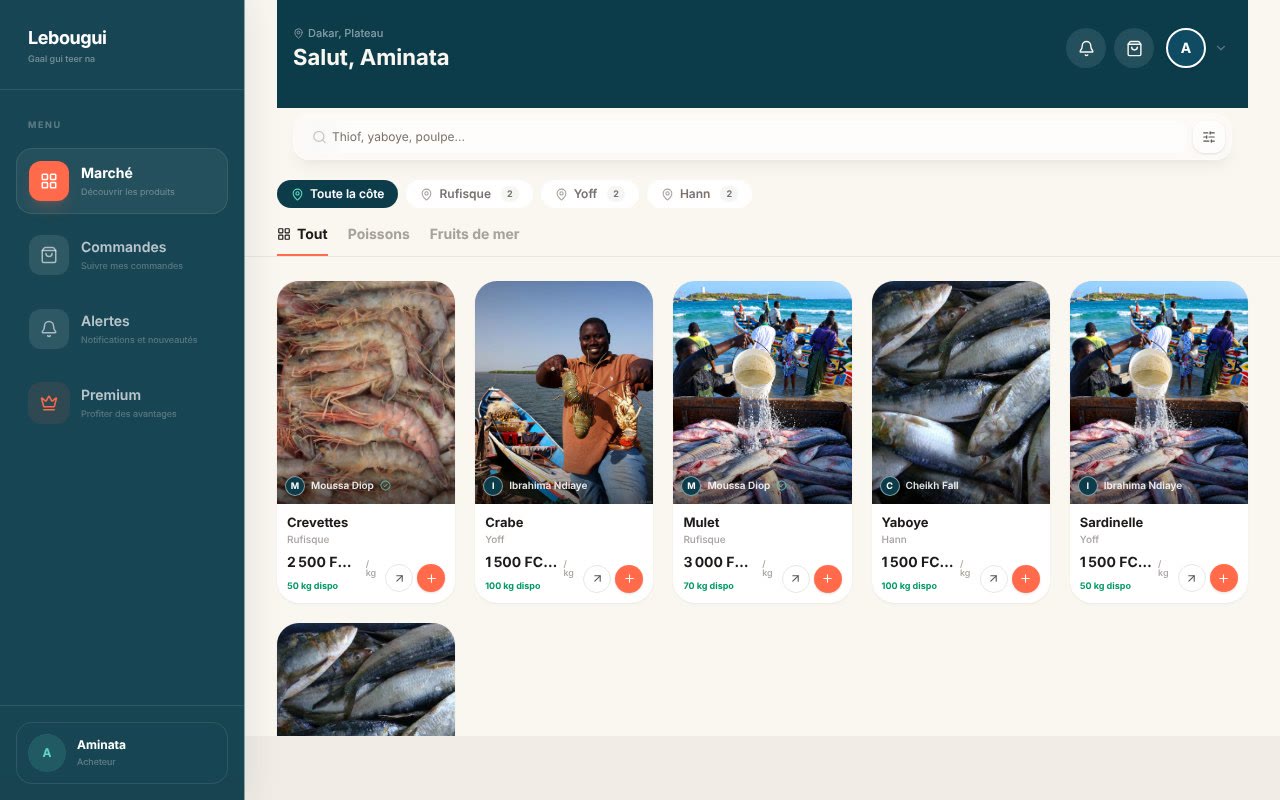 Lebougui
Gaal gui teer na
MENU
Marché
Découvrir les produits
Commandes
Suivre mes commandes
Alertes
Notifications et nouveautés
Premium
Profiter des avantages
A
Aminata
Acheteur
Dakar, Plateau
Salut, Aminata
A
Thiof, yaboye, poulpe...
Toute la côte
Rufisque 2
Yoff 2
Hann 2
Tout
Poissons
Fruits de mer
M Moussa Diop
Crevettes
Rufisque
2 500 F... / kg
50 kg dispo
I Ibrahima Ndiaye
Crabe
Yoff
1 500 FC... / kg
100 kg dispo
M Moussa Diop
Mulet
Rufisque
3 000 F... / kg
70 kg dispo
C Cheikh Fall
Yaboye
Hann
1 500 FC... / kg
100 kg dispo
I Ibrahima Ndiaye
Sardinelle
Yoff
1 500 FC... / kg
50 kg dispo